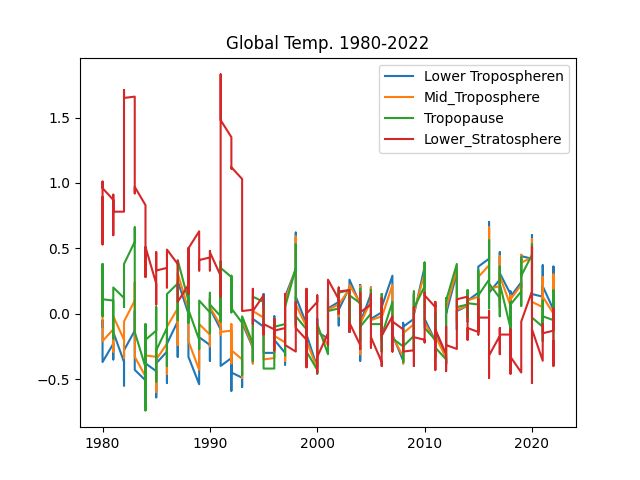 Global Temp. 1980-2022
Lower Tropospheren
Mid_Troposphere
Tropopause
Lower_Stratosphere
1.5
1.0
0.5
0.0
−0.5
1980 1990 2000 2010 2020